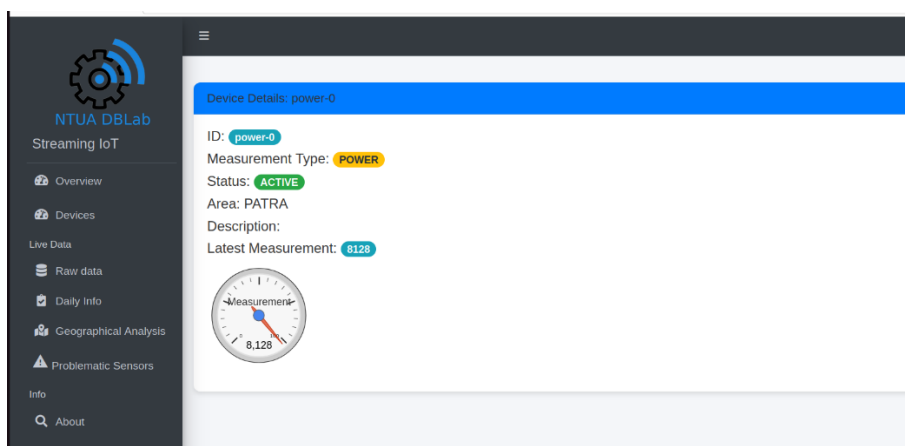 NTUA DBLab
Streaming IoT
Overview
Devices
Live Data
Raw data
Daily Info
Geographical Analysis
Problematic Sensors
Info
About
Device Details: power-0
ID: power-0
Measurement Type: POWER
Status: ACTIVE
Area: PATRA
Description:
Latest Measurement: 8128
Measurement
0
8,128